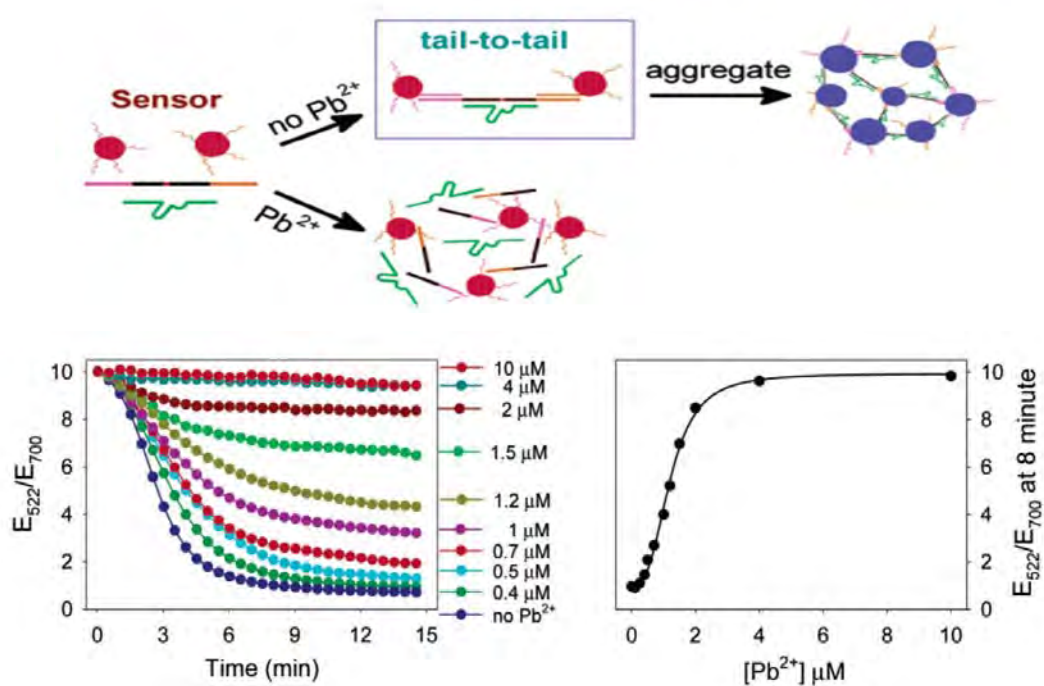 tail-to-tail
aggregate
Sensor
no Pb²⁺
Pb²⁺
10
8
6
4
2
0
E₅₂₂/E₇₀₀
0 3 6 9 12 15
Time (min)
10 μM
4 μM
2 μM
1.5 μM
1.2 μM
1 μM
0.7 μM
0.5 μM
0.4 μM
no Pb²⁺
0 2 4 6 8 10
[Pb²⁺] μM
10
8
6
4
2
0
E₅₂₂/E₇₀₀ at 8 minute